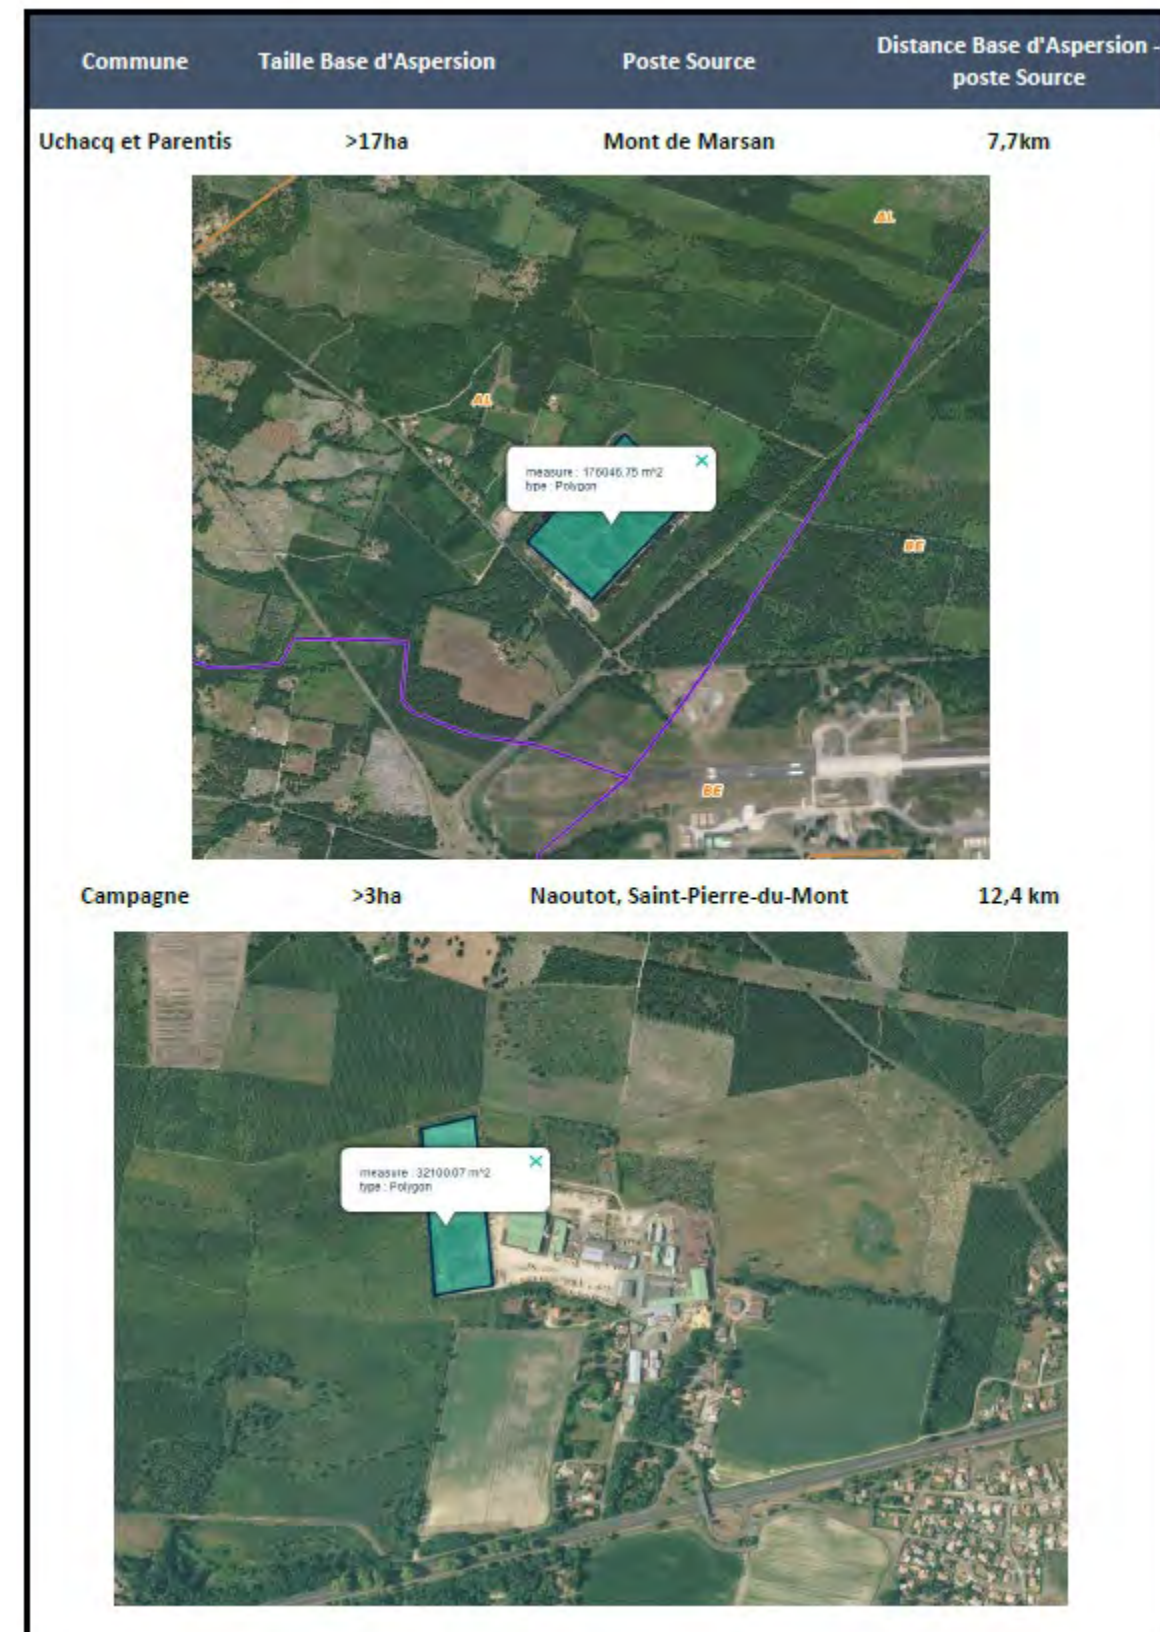 Commune
Taille Base d'Aspersion
Poste Source
Distance Base d'Aspersion -
poste Source
Uchacq et Parentis
>17ha
Mont de Marsan
7,7km
AL
AL
measure : 176046.75 m^2
type : Polygon
BE
BE
Campagne
>3ha
Naoutot, Saint-Pierre-du-Mont
12,4 km
measure : 32100.07 m^2
type : Polygon